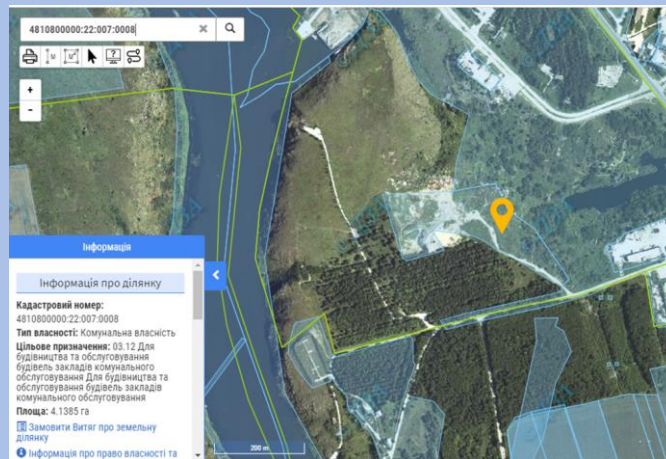 4810800000:22:007:0008
+
-
Інформація
Інформація про ділянку
Кадастровий номер:
4810800000:22:007:0008
Тип власності: Комунальна власність
Цільове призначення: 03.12 Для
будівництва та обслуговування
будівель закладів комунального
обслуговування Для будівництва та
обслуговування будівель закладів
комунального обслуговування
Площа: 4.1385 га
Замовити Витяг про земельну
ділянку
Інформація про право власності та
200 m